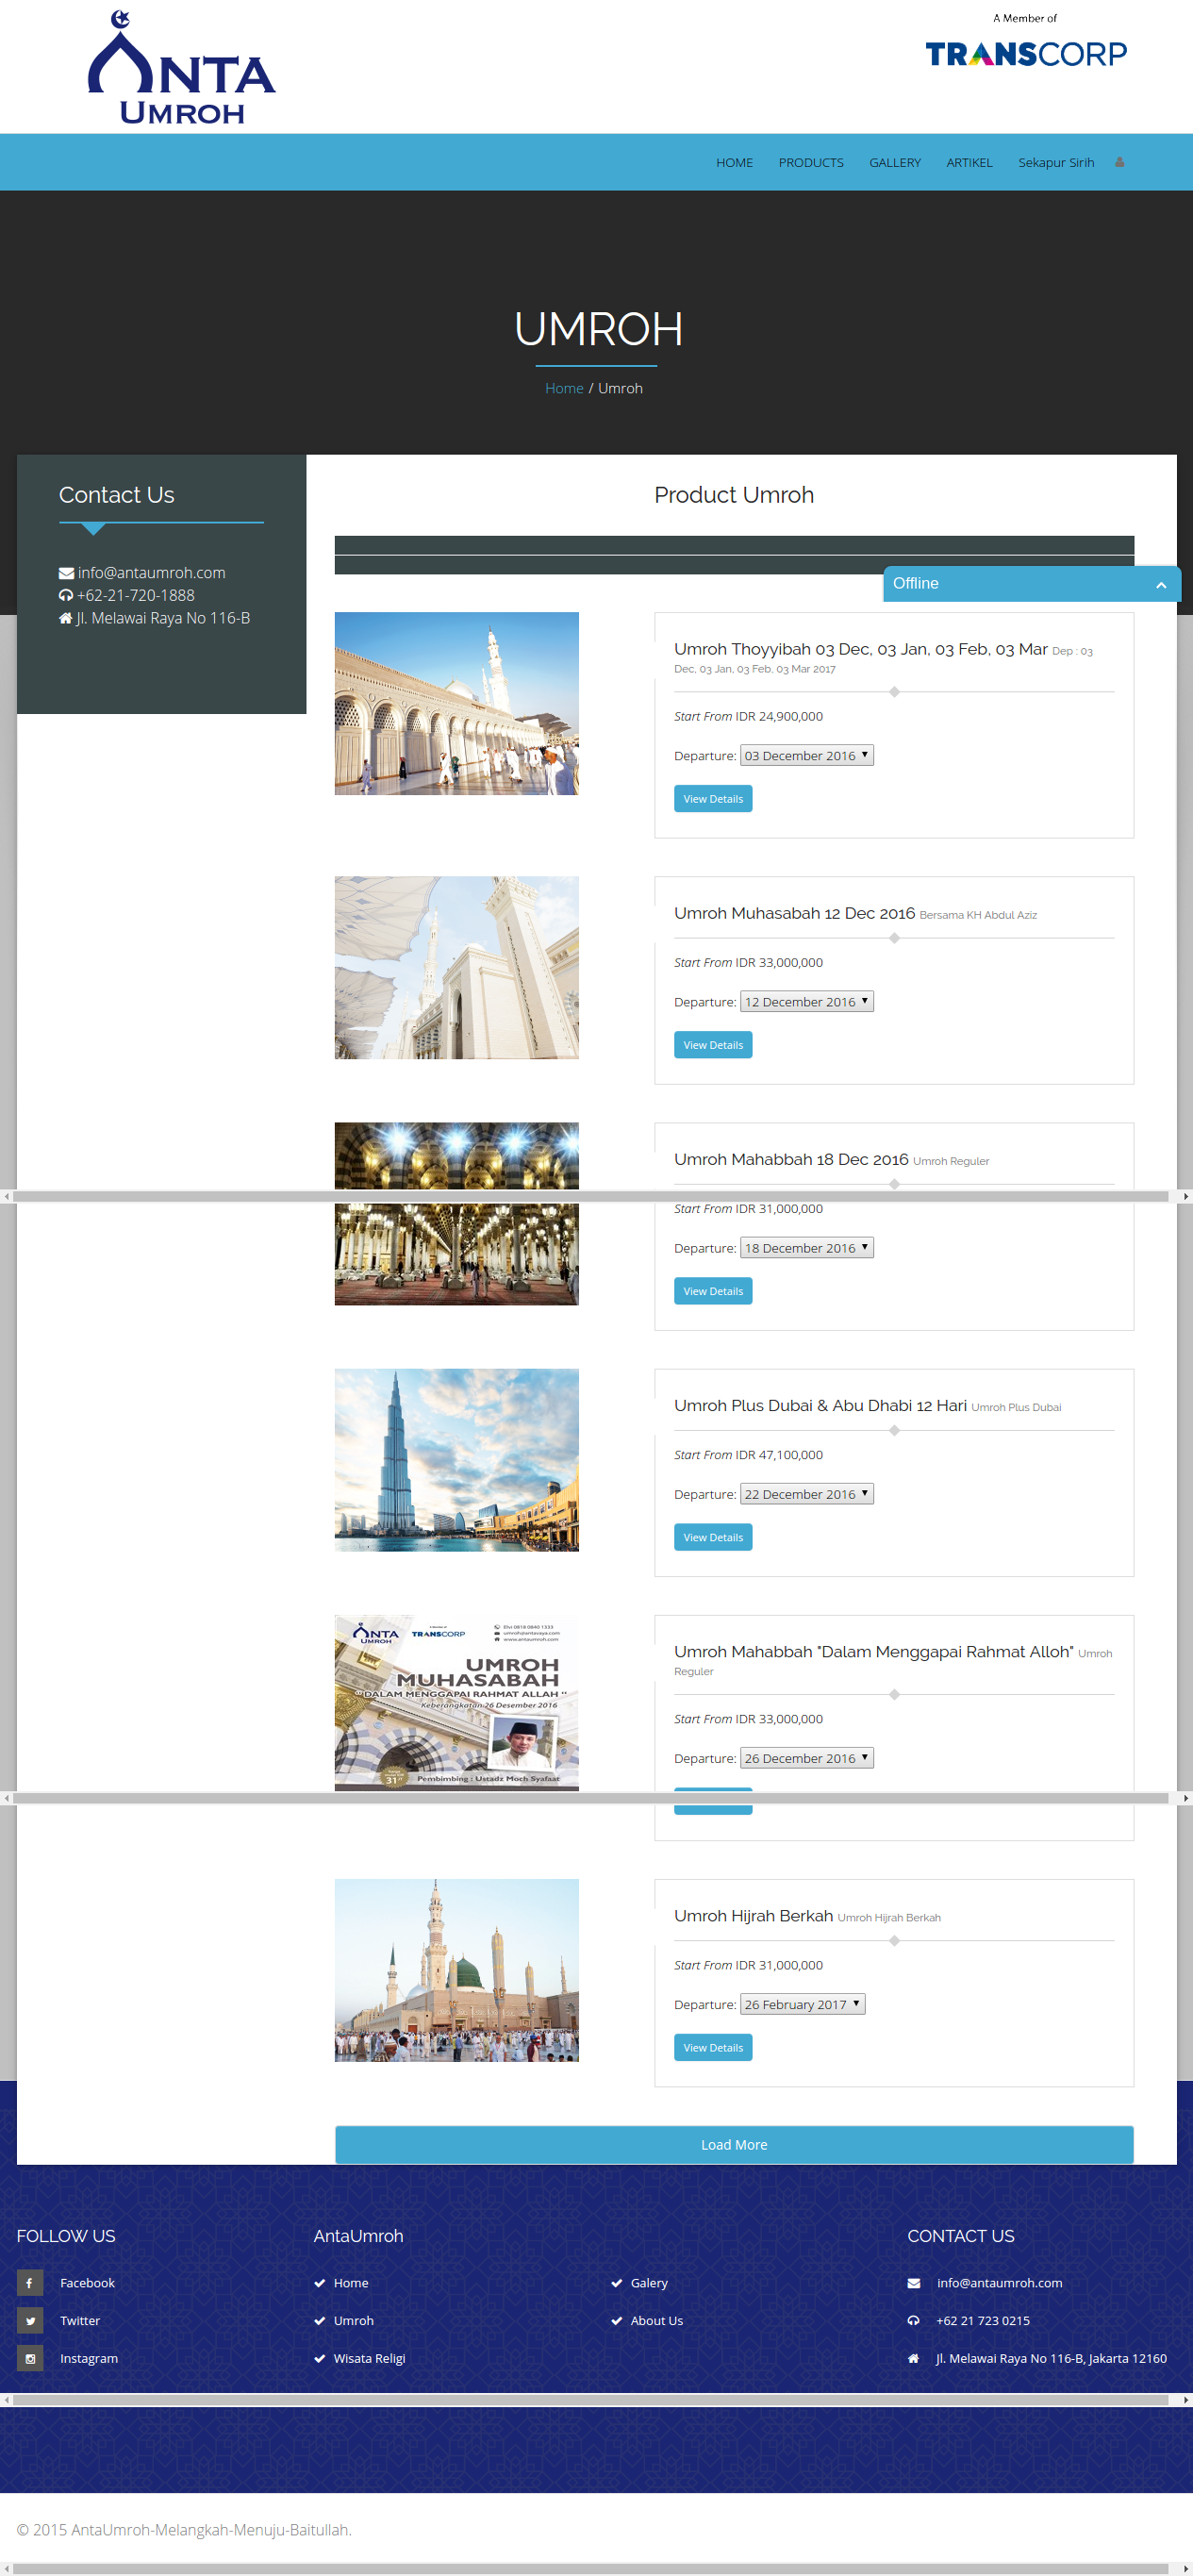 ANTA
UMROH
A Member of
TRANSCORP
HOME PRODUCTS GALLERY ARTIKEL Sekapur Sirih
UMROH
Home / Umroh
Contact Us
info@antaumroh.com
+62-21-720-1888
Jl. Melawai Raya No 116-B
Product Umroh
Offline
Umroh Thoyyibah 03 Dec, 03 Jan, 03 Feb, 03 Mar Dep : 03
Dec, 03 Jan, 03 Feb, 03 Mar 2017
Start From IDR 24,900,000
Departure: 03 December 2016
View Details
Umroh Muhasabah 12 Dec 2016 Bersama KH Abdul Aziz
Start From IDR 33,000,000
Departure: 12 December 2016
View Details
Umroh Mahabbah 18 Dec 2016 Umroh Reguler
Start From IDR 31,000,000
Departure: 18 December 2016
View Details
Umroh Plus Dubai & Abu Dhabi 12 Hari Umroh Plus Dubai
Start From IDR 47,100,000
Departure: 22 December 2016
View Details
ANTA
UMROH
TRANSCORP
Elvi 0818 0640 1333
umroh@antavaya.com
www.antaumroh.com
UMROH
MUHASABAH
"DALAM MENGGAPAI RAHMAT ALLAH"
Keberangkatan 26 Desember 2016
31
Pembimbing : Ustadz Moch Syafaat
Umroh Mahabbah "Dalam Menggapai Rahmat Alloh" Umroh
Reguler
Start From IDR 33,000,000
Departure: 26 December 2016
Umroh Hijrah Berkah Umroh Hijrah Berkah
Start From IDR 31,000,000
Departure: 26 February 2017
View Details
Load More
FOLLOW US
Facebook
Twitter
Instagram
AntaUmroh
Home
Umroh
Wisata Religi
Galery
About Us
CONTACT US
info@antaumroh.com
+62 21 723 0215
Jl. Melawai Raya No 116-B, Jakarta 12160
© 2015 AntaUmroh-Melangkah-Menuju-Baitullah.